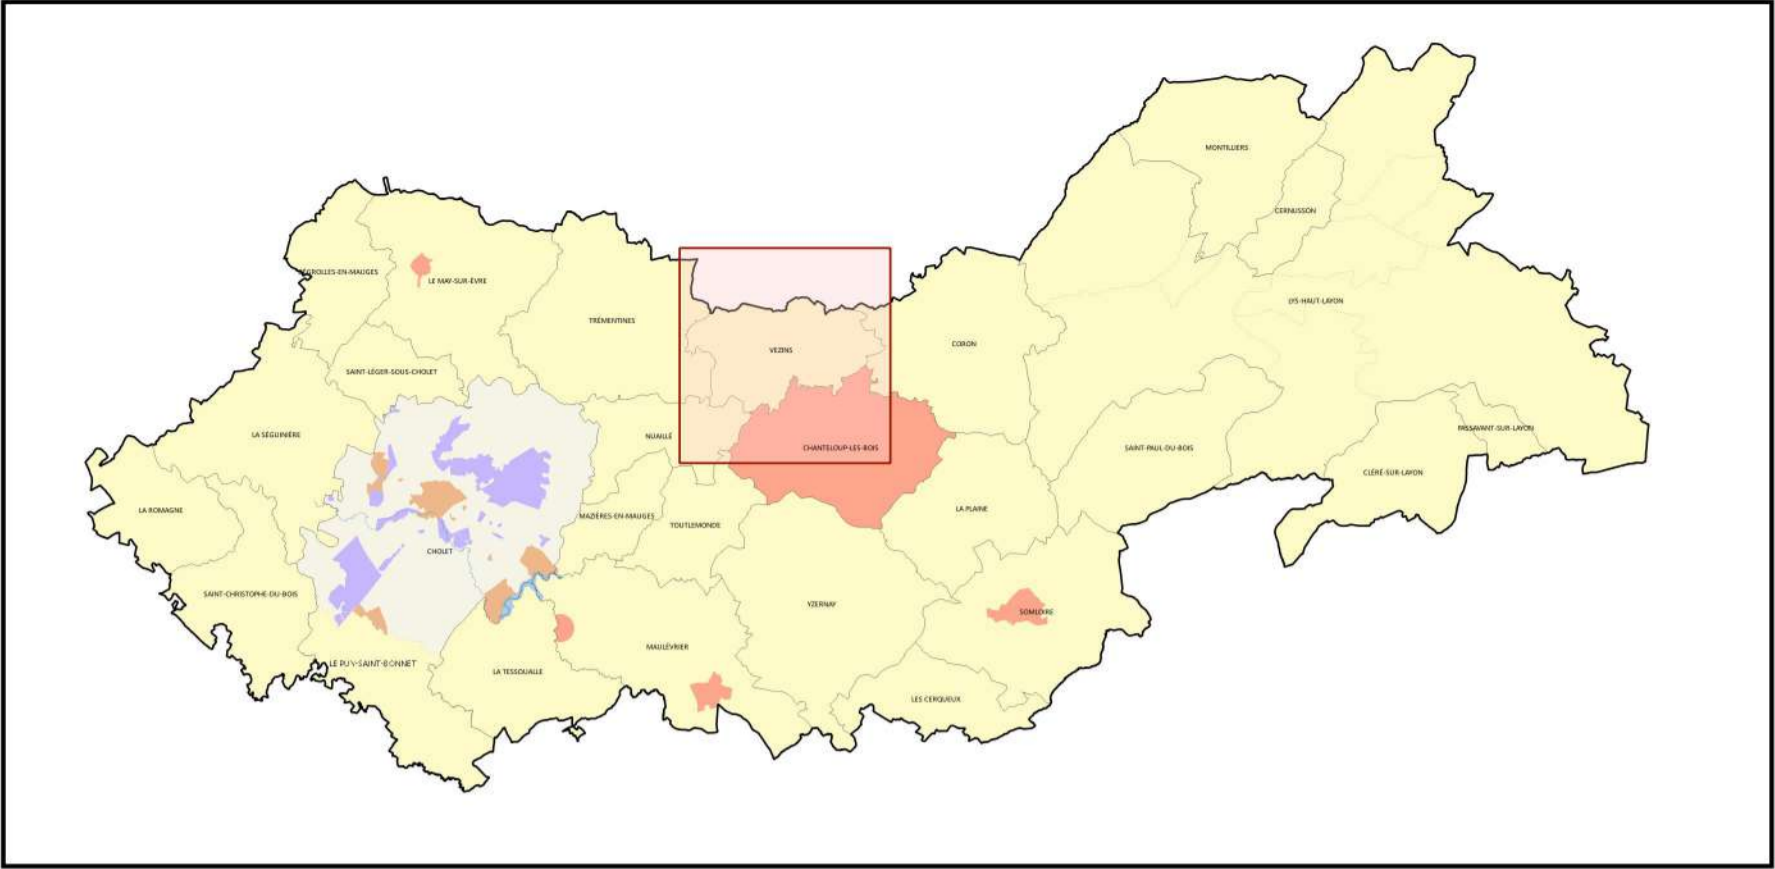 MONTILLIERS
CERNUSSON
BÉGROLLES-EN-MAUGES
LE MAY-SUR-ÈVRE
LYS-HAUT-LAYON
TRÉMENTINES
VEZINS
CORON
SAINT-LÉGER-SOUS-CHOLET
LA SÉGUINIÈRE
NUAILLÉ
CHANTELOUP-LES-BOIS
SAINT-PAUL-DU-BOIS
PASSAVANT-SUR-LAYON
CLÉRÉ-SUR-LAYON
LA ROMAGNE
MAZIÈRES-EN-MAUGES
TOUTLEMONDE
LA PLAINE
CHOLET
SAINT-CHRISTOPHE-DU-BOIS
YZERNAY
SOMLOIRE
MAULÉVRIER
LE PUY-SAINT-BONNET
LA TESSOUALLE
LES CERQUEUX